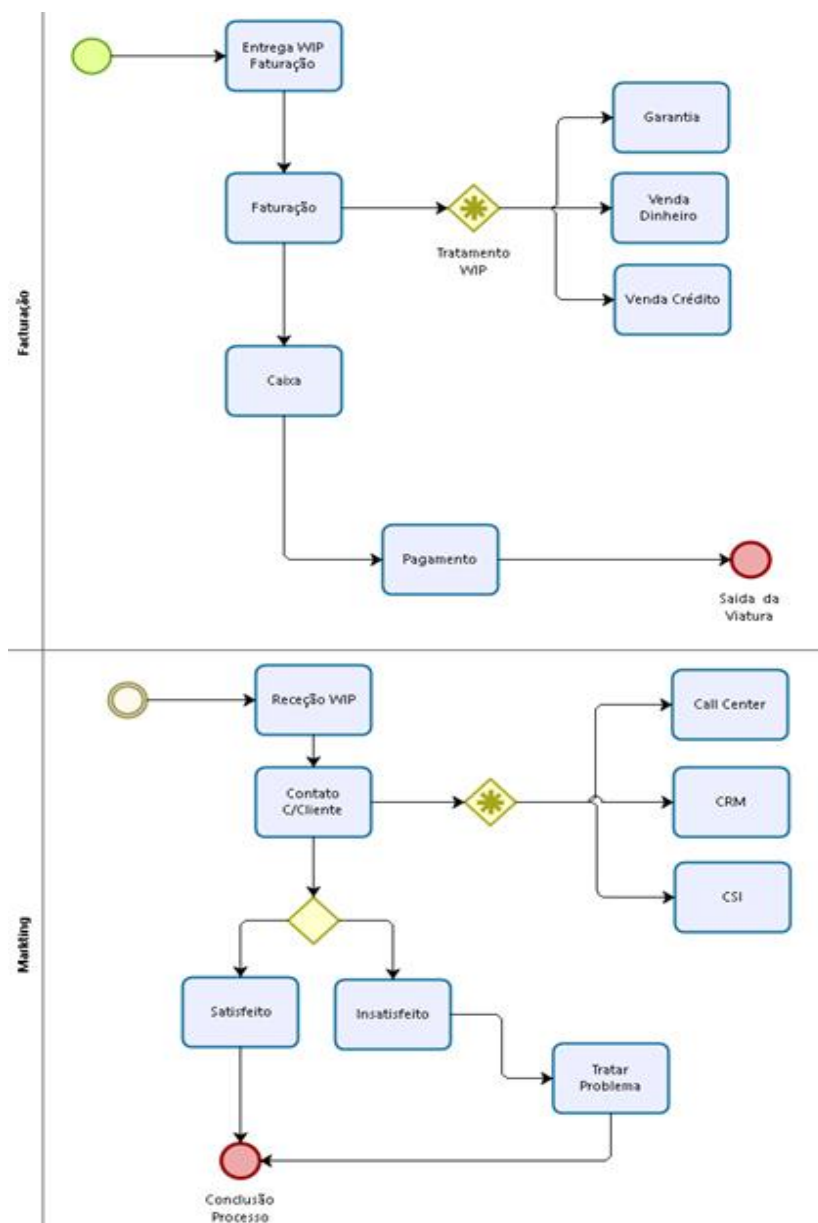 Facturação
Entrega WIP
Faturação
Garantia
Faturação
Tratamento
WIP
Venda
Dinheiro
Venda Crédito
Caixa
Pagamento
Saida da
Viatura
Markting
Receção WIP
Call Center
Contato
C/Cliente
CRM
CSI
Satisfeito
Insatisfeito
Tratar
Problema
Conclusão
Processo